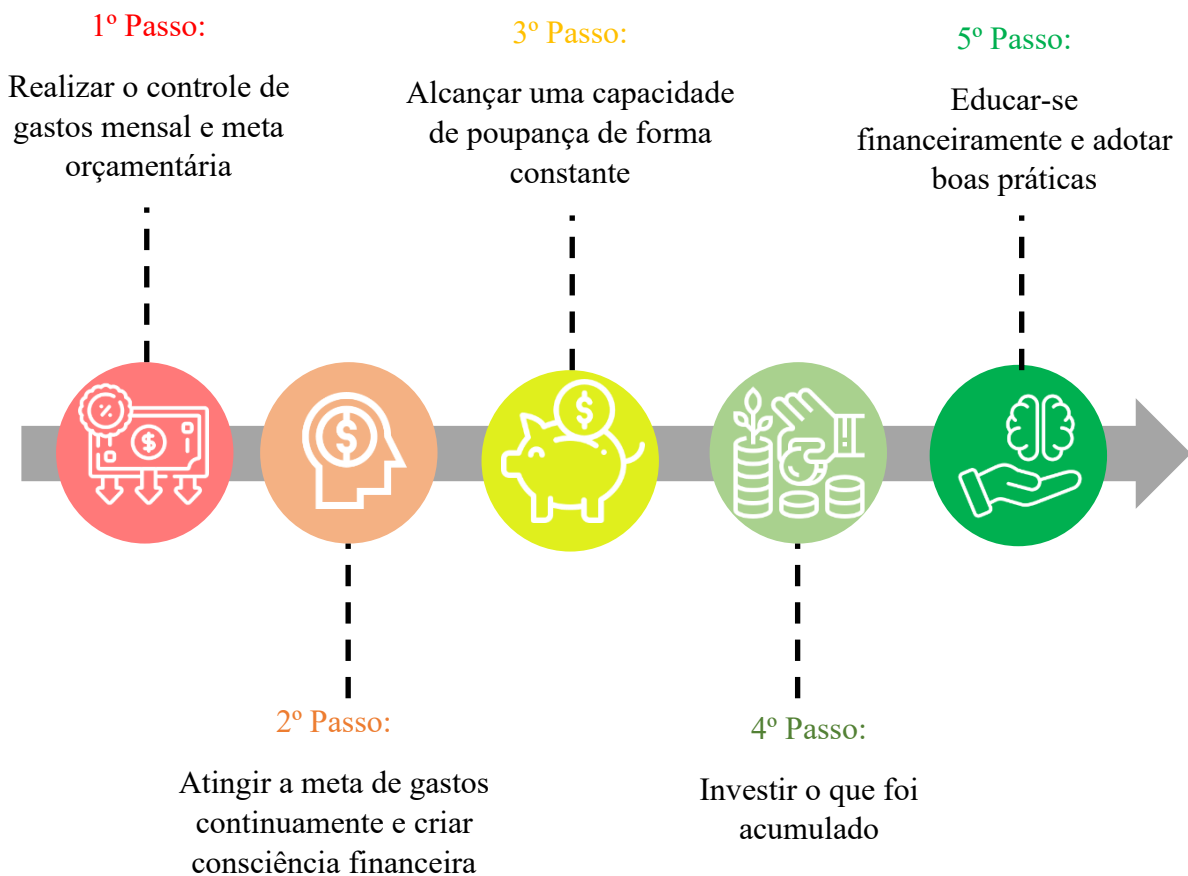 1º Passo:
Realizar o controle de
gastos mensal e meta
orçamentária
2º Passo:
Atingir a meta de gastos
continuamente e criar
consciência financeira
3º Passo:
Alcançar uma capacidade
de poupança de forma
constante
4º Passo:
Investir o que foi
acumulado
5º Passo:
Educar-se
financeiramente e adotar
boas práticas